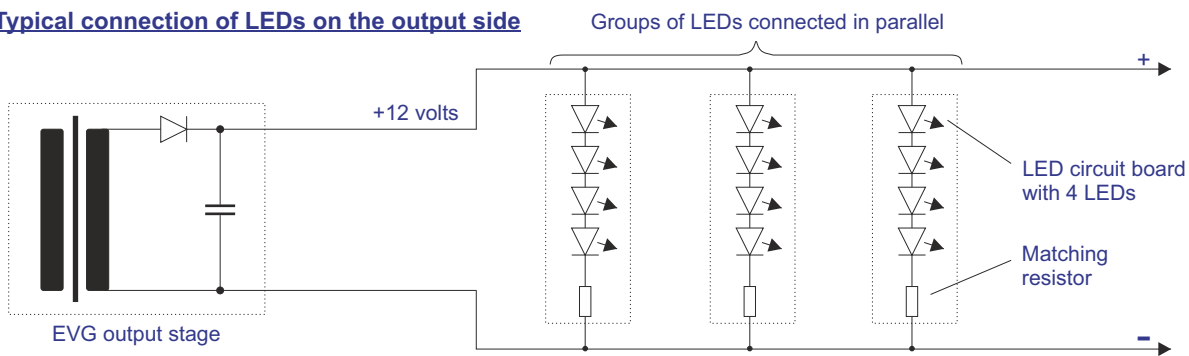 Typical connection of LEDs on the output side
Groups of LEDs connected in parallel
+
+12 volts
LED circuit board
with 4 LEDs
Matching
resistor
EVG output stage
-